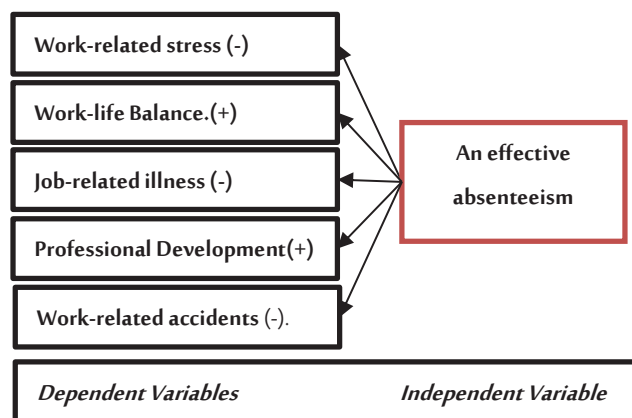 Work-related stress (-)
Work-life Balance.(+)
Job-related illness (-)
Professional Development(+)
Work-related accidents (-).
An effective
absenteeism
Dependent Variables Independent Variable